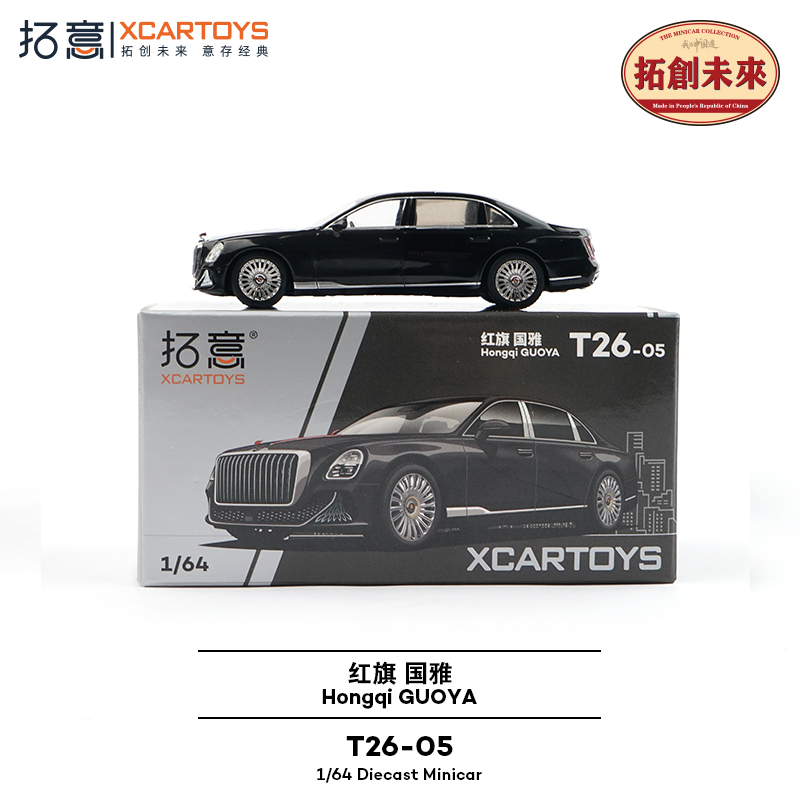 拓意 XCARTOYS
拓创未来 意存经典
THE MINICAR COLLECTION
拓創未來
Made in People's Republic of China
拓意®
XCARTOYS
红旗 国雅
Hongqi GUOYA
T26-05
1/64
XCARTOYS
红旗 国雅
Hongqi GUOYA
T26-05
1/64 Diecast Minicar